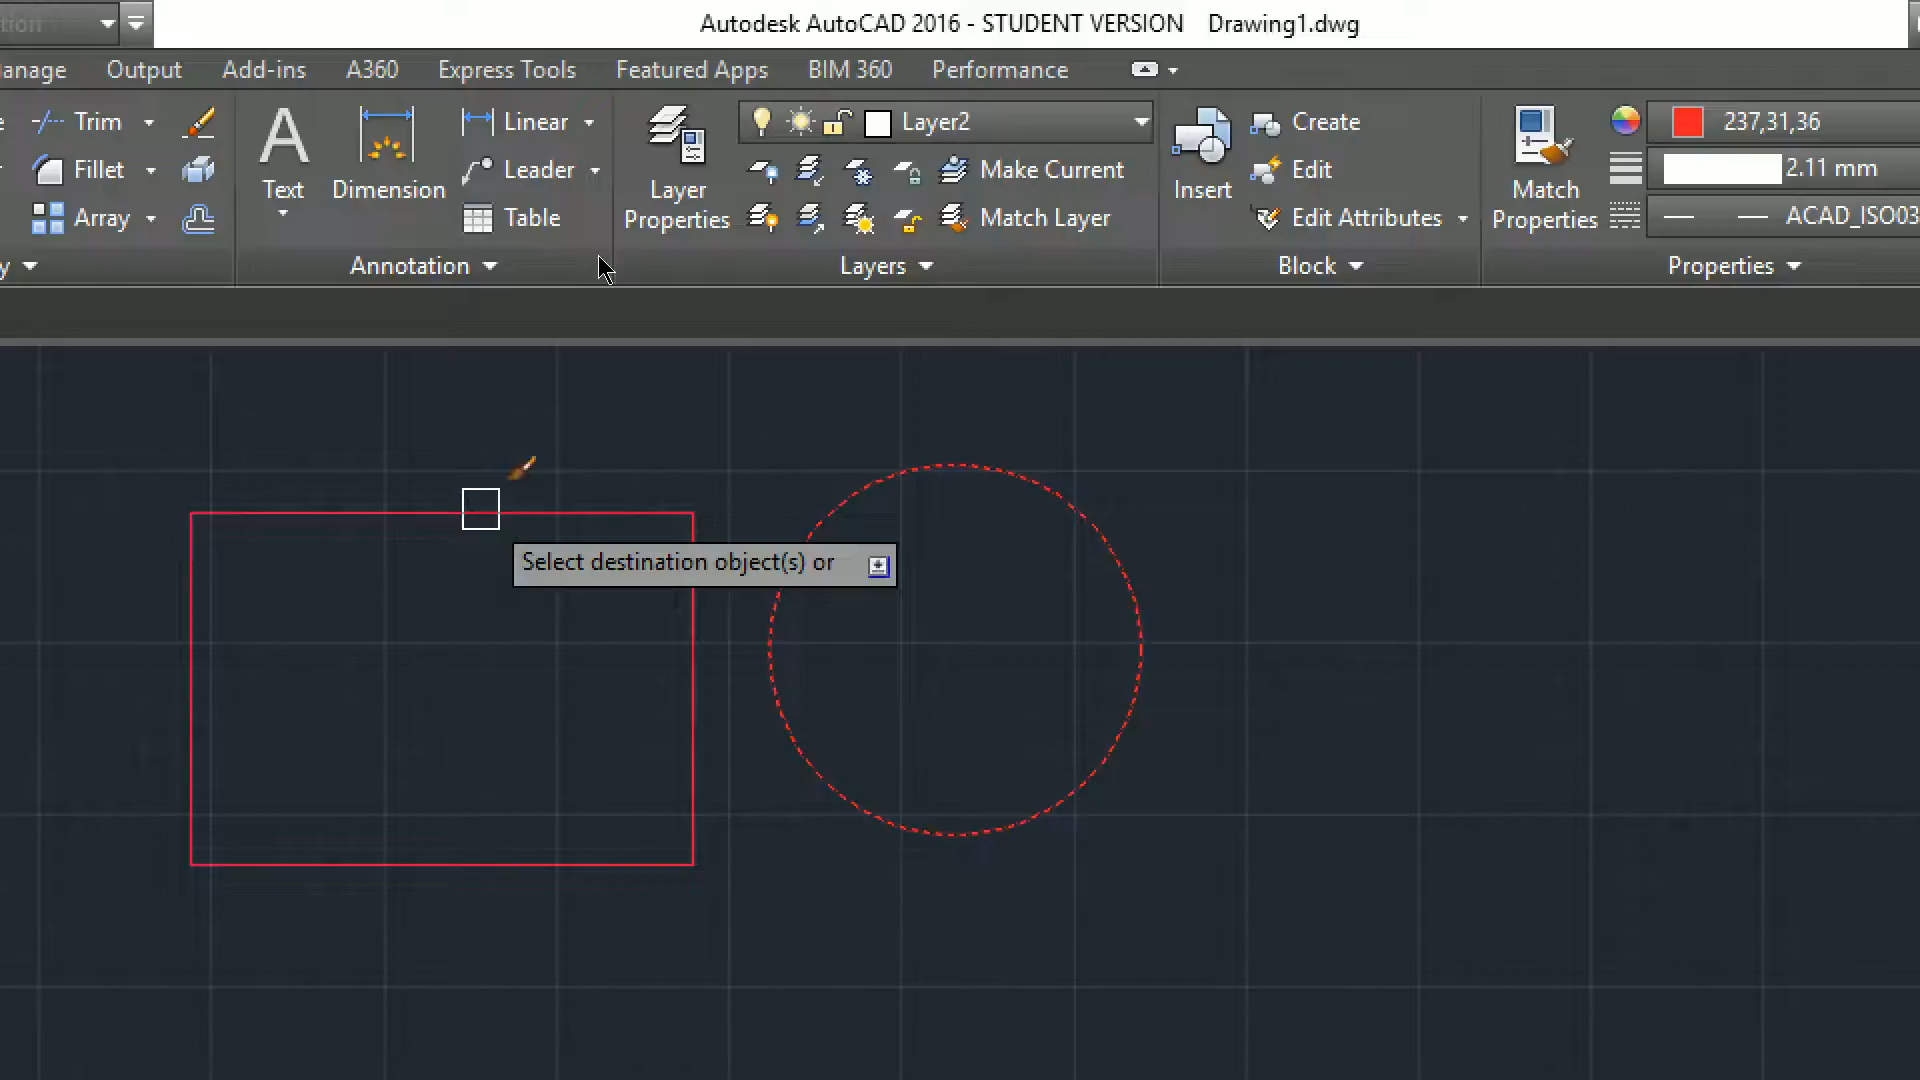 Autodesk AutoCAD 2016 - STUDENT VERSION Drawing1.dwg
Output Add-ins A360 Express Tools Featured Apps BIM 360 Performance
Trim
Fillet
Array
Text
Dimension
Linear
Leader
Table
Annotation
Layer
Properties
Layer2
Make Current
Match Layer
Layers
Insert
Create
Edit
Edit Attributes
Block
Match
Properties
237,31,36
2.11 mm
ACAD_ISO03
Properties
Select destination object(s) or